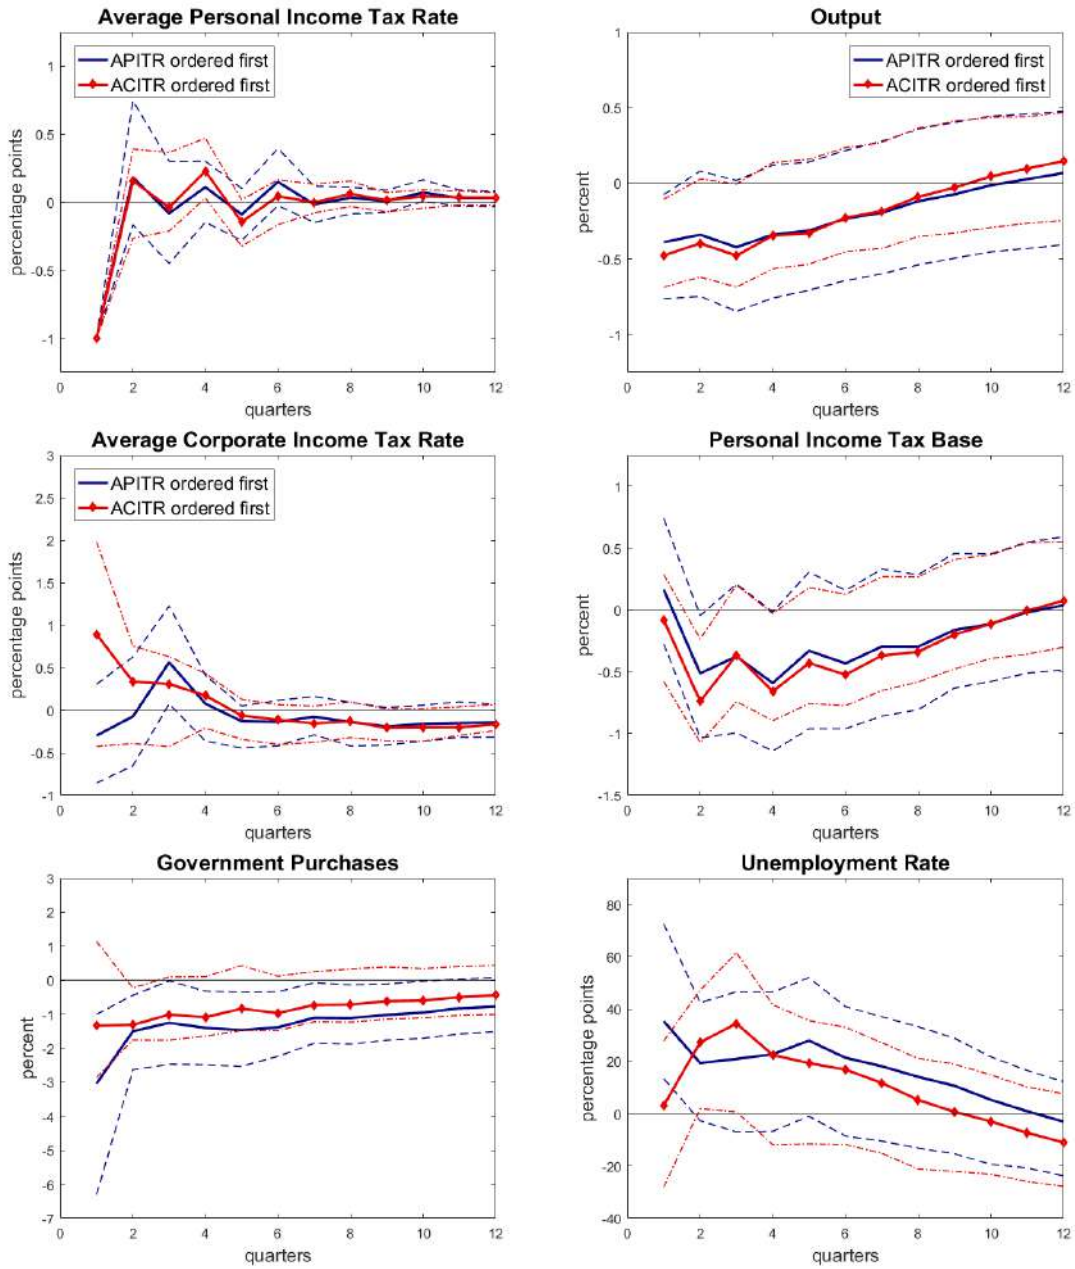 Average Personal Income Tax Rate
1
0.5
0
-0.5
-1
percentage points
APITR ordered first
ACITR ordered first
0 2 4 6 8 10 12
quarters
Output
1
0.5
0
-0.5
-1
percent
APITR ordered first
ACITR ordered first
0 2 4 6 8 10 12
quarters
Average Corporate Income Tax Rate
3
2.5
2
1.5
1
0.5
0
-0.5
-1
percentage points
APITR ordered first
ACITR ordered first
0 2 4 6 8 10 12
quarters
Personal Income Tax Base
1
0.5
0
-0.5
-1
-1.5
percent
0 2 4 6 8 10 12
quarters
Government Purchases
3
2
1
0
-1
-2
-3
-4
-5
-6
-7
percent
0 2 4 6 8 10 12
quarters
Unemployment Rate
80
60
40
20
0
-20
-40
percentage points
0 2 4 6 8 10 12
quarters